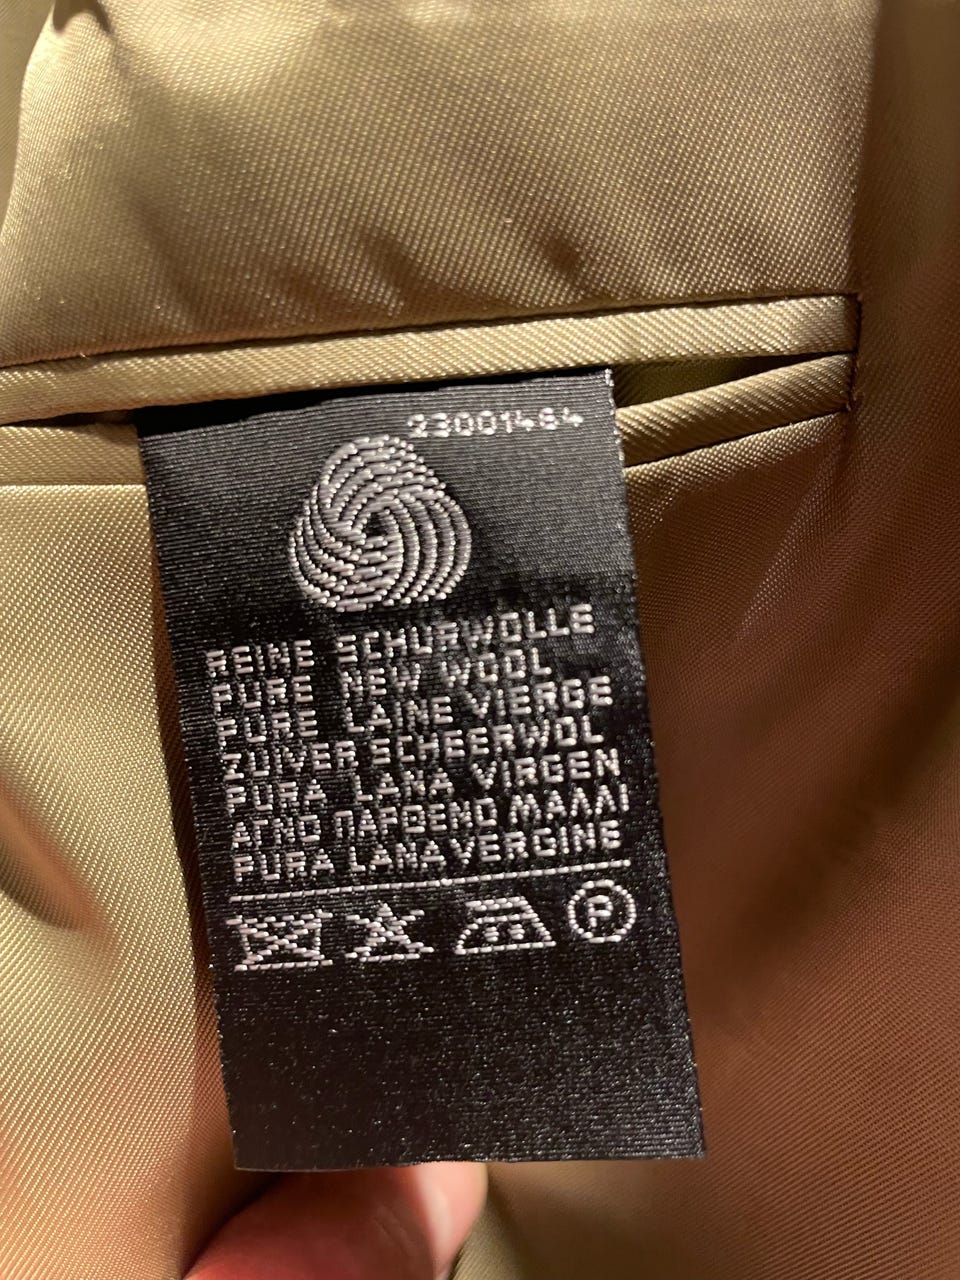 23001464
REINE SCHURWOLLE
PURE NEW WOOL
PURE LAINE VIERGE
ZUIVER SCHEERWOL
PURA LANA VIRGEN
ΑΓΝΟ ΠΑΡΘΕΝΟ ΜΑΛΛΙ
PURA LANA VERGINE
P